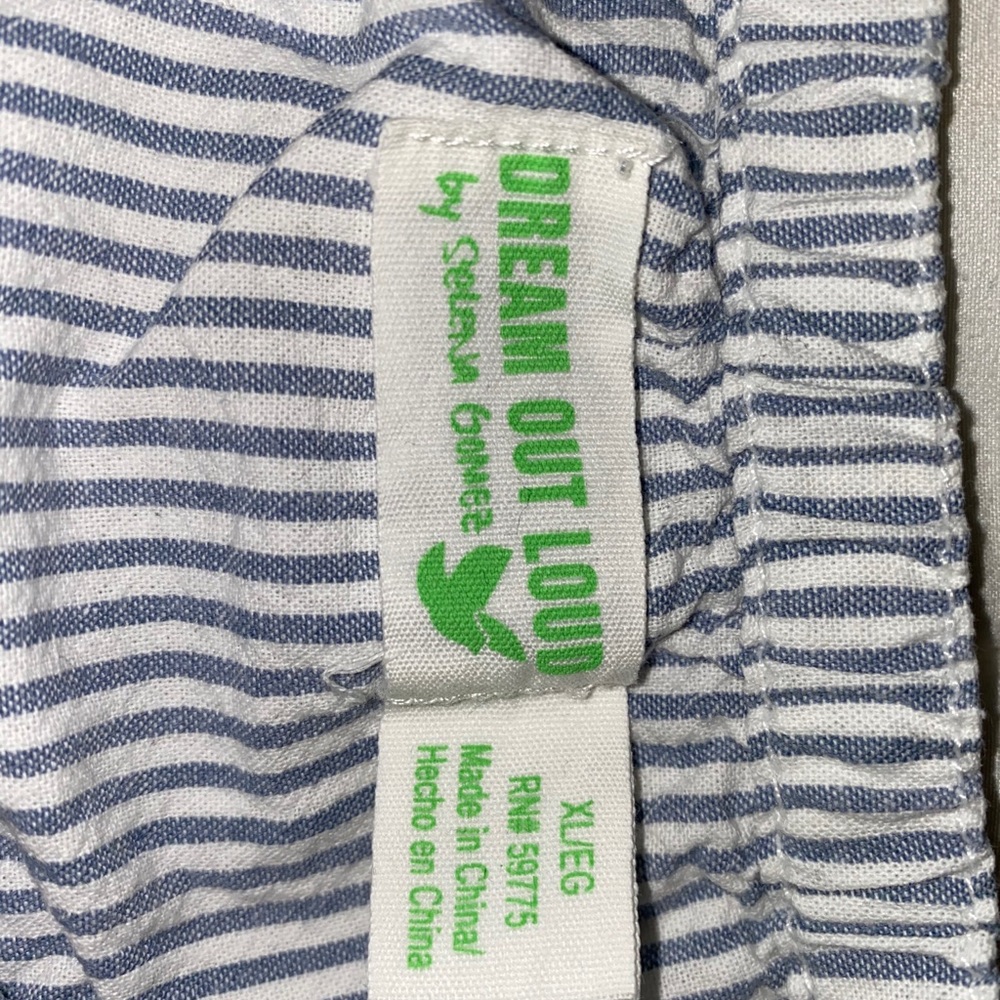 DREAM OUT LOUD
by Selena Gomez
XL/EG
RN# 59775
Made in China/
Hecho en China